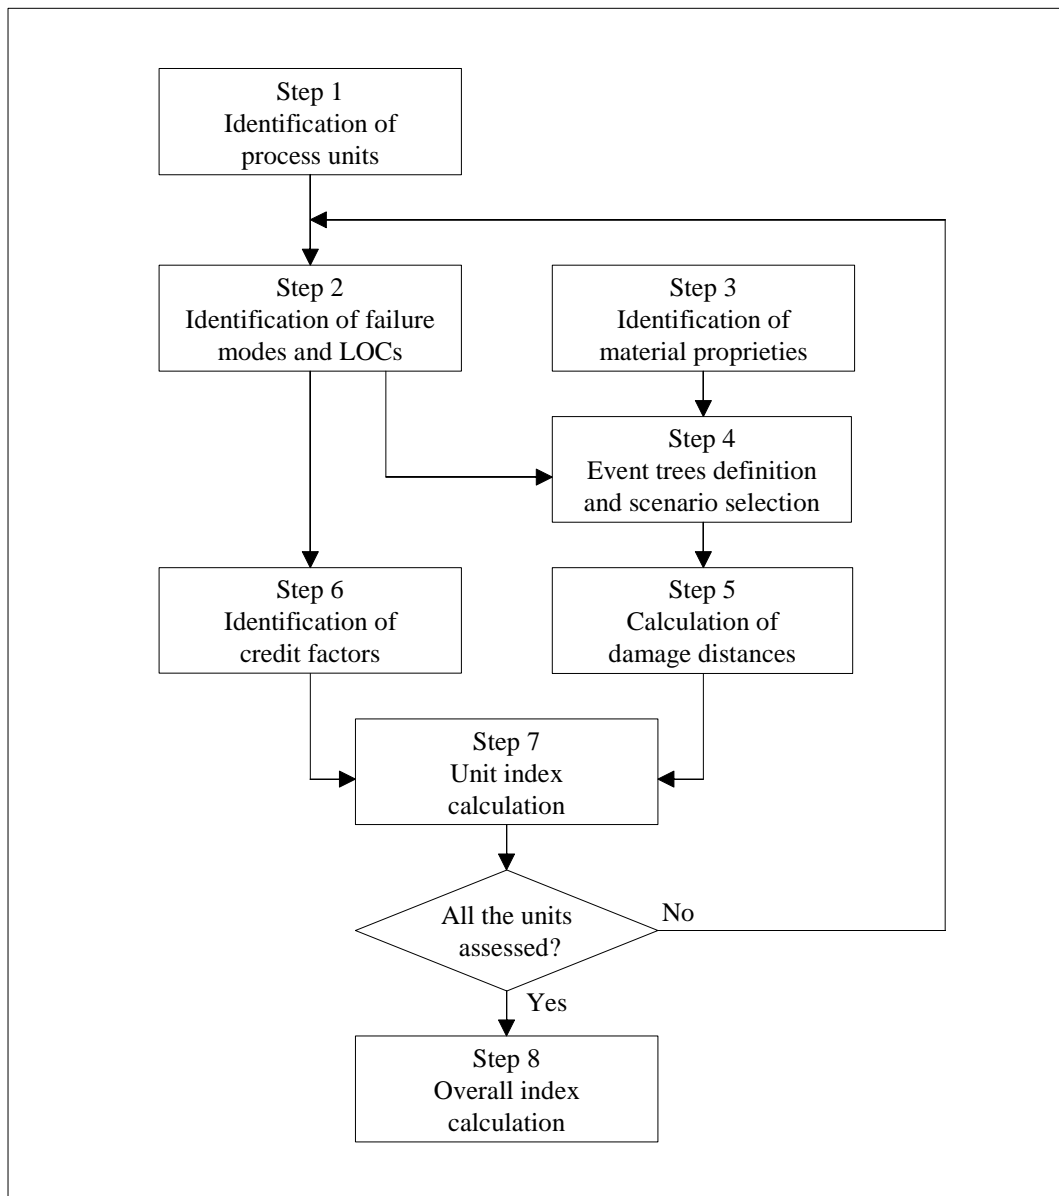 Step 1
Identification of
process units
Step 2
Identification of failure
modes and LOCs
Step 3
Identification of
material proprieties
Step 4
Event trees definition
and scenario selection
Step 6
Identification of
credit factors
Step 5
Calculation of
damage distances
Step 7
Unit index
calculation
All the units
assessed?
No
Yes
Step 8
Overall index
calculation